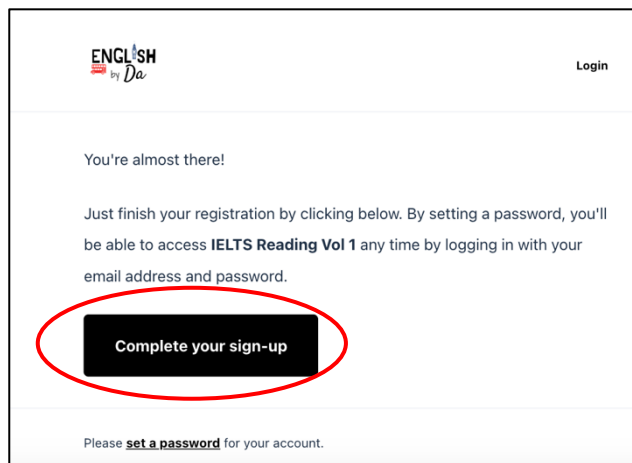 ENGLISH
by Da
Login
You're almost there!
Just finish your registration by clicking below. By setting a password, you'll
be able to access IELTS Reading Vol 1 any time by logging in with your
email address and password.
Complete your sign-up
Please set a password for your account.